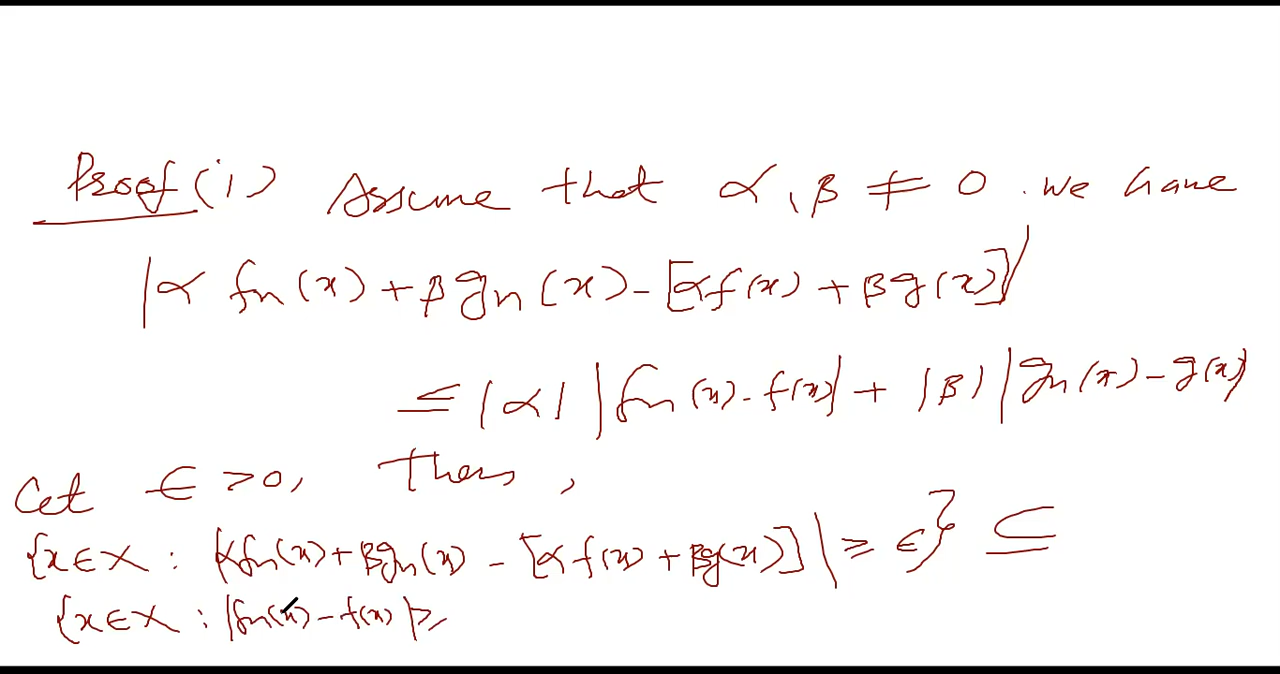 Proof (i) Assume that α, β ≠ 0. we have
|α fn(x) + β gn(x) - [αf(x) + βg(x)]|
≤ |α| |fn(x) - f(x)| + |β| |gn(x) - g(x)|
Let ε > 0, Then,
{x ∈ X : |αfn(x) + βgn(x) - [αf(x) + βg(x)]| ≥ ε} ⊆
{x ∈ X : |fn(x) - f(x)| ≥